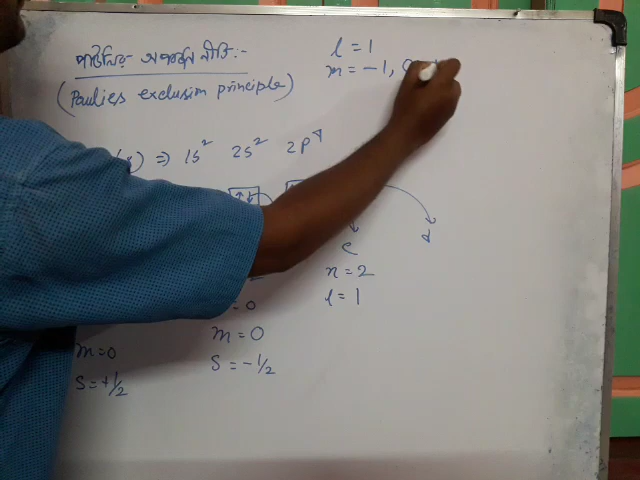 পাউলির অপবর্জন নীতি:-
(Paulies exclusion principle)
l = 1
m = -1, 0
⇒ 1s² 2s² 2p⁴
↑↓
c
d
n = 2
l = 1
= 0
m = 0
s = -1/2
m = 0
s = +1/2